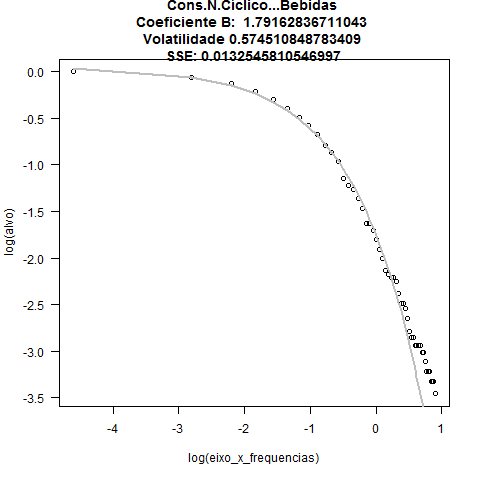 Cons.N.Ciclico...Bebidas
Coeficiente B:  1.79162836711043
Volatilidade 0.574510848783409
SSE: 0.0132545810546997
0.0
-0.5
-1.0
-1.5
-2.0
-2.5
-3.0
-3.5
log(alvo)
-4 -3 -2 -1 0 1
log(eixo_x_frequencias)